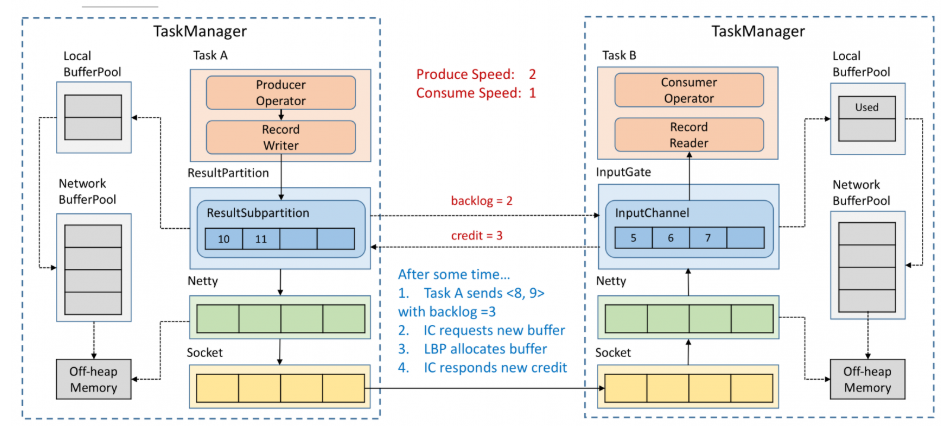 TaskManager
Task A
Local
BufferPool
Producer
Operator
Record
Writer
ResultPartition
ResultSubpartition
10 11
Network
BufferPool
Netty
Socket
Off-heap
Memory
Produce Speed: 2
Consume Speed: 1
backlog = 2
credit = 3
After some time...
1. Task A sends <8, 9>
with backlog =3
2. IC requests new buffer
3. LBP allocates buffer
4. IC responds new credit
TaskManager
Task B
Local
BufferPool
Consumer
Operator
Used
Record
Reader
InputGate
InputChannel
5 6 7
Network
BufferPool
Netty
Socket
Off-heap
Memory